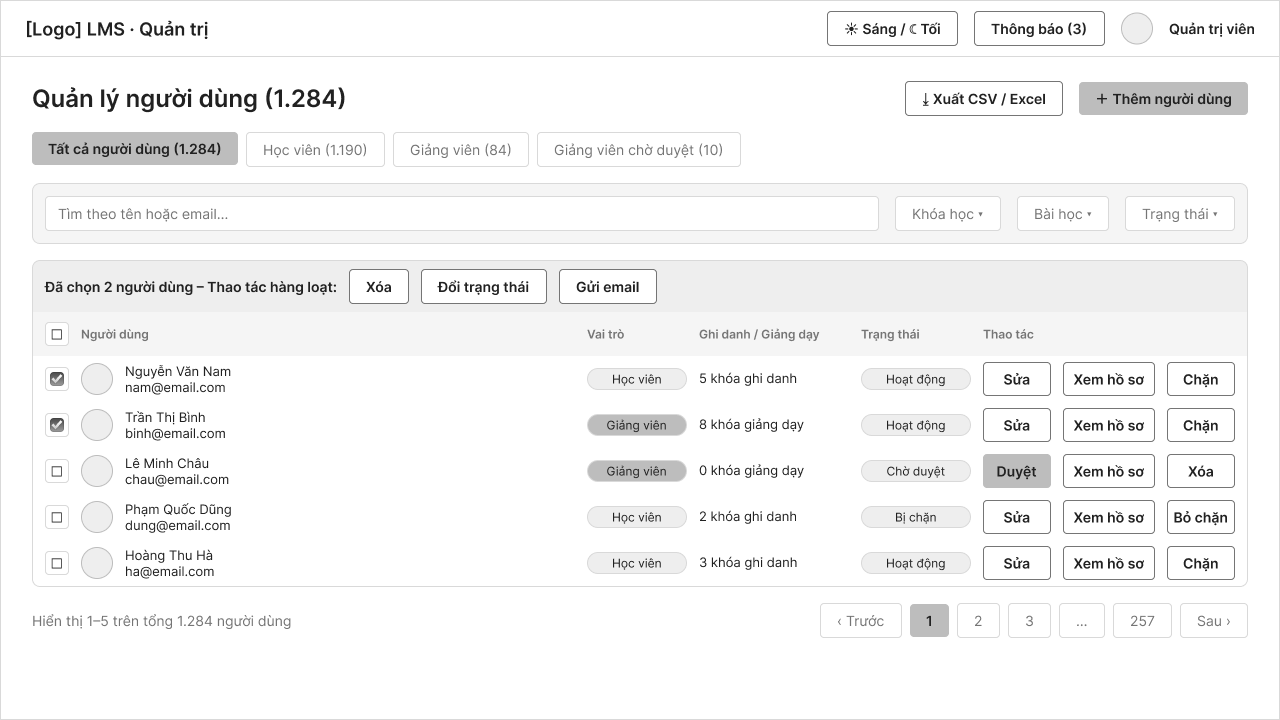 [Logo] LMS · Quản trị
☀ Sáng / ☾ Tối
Thông báo (3)
Quản trị viên
Quản lý người dùng (1.284)
⤓ Xuất CSV / Excel
＋ Thêm người dùng
Tất cả người dùng (1.284)
Học viên (1.190)
Giảng viên (84)
Giảng viên chờ duyệt (10)
Tìm theo tên hoặc email...
Khóa học ▾
Bài học ▾
Trạng thái ▾
Đã chọn 2 người dùng – Thao tác hàng loạt:
Xóa
Đổi trạng thái
Gửi email
☐ Người dùng Vai trò Ghi danh / Giảng dạy Trạng thái Thao tác
Nguyễn Văn Nam
nam@email.com
Học viên
5 khóa ghi danh
Hoạt động
Sửa
Xem hồ sơ
Chặn
Trần Thị Bình
binh@email.com
Giảng viên
8 khóa giảng dạy
Hoạt động
Sửa
Xem hồ sơ
Chặn
Lê Minh Châu
chau@email.com
Giảng viên
0 khóa giảng dạy
Chờ duyệt
Duyệt
Xem hồ sơ
Xóa
Phạm Quốc Dũng
dung@email.com
Học viên
2 khóa ghi danh
Bị chặn
Sửa
Xem hồ sơ
Bỏ chặn
Hoàng Thu Hà
ha@email.com
Học viên
3 khóa ghi danh
Hoạt động
Sửa
Xem hồ sơ
Chặn
Hiển thị 1–5 trên tổng 1.284 người dùng
‹ Trước
1
2
3
...
257
Sau ›